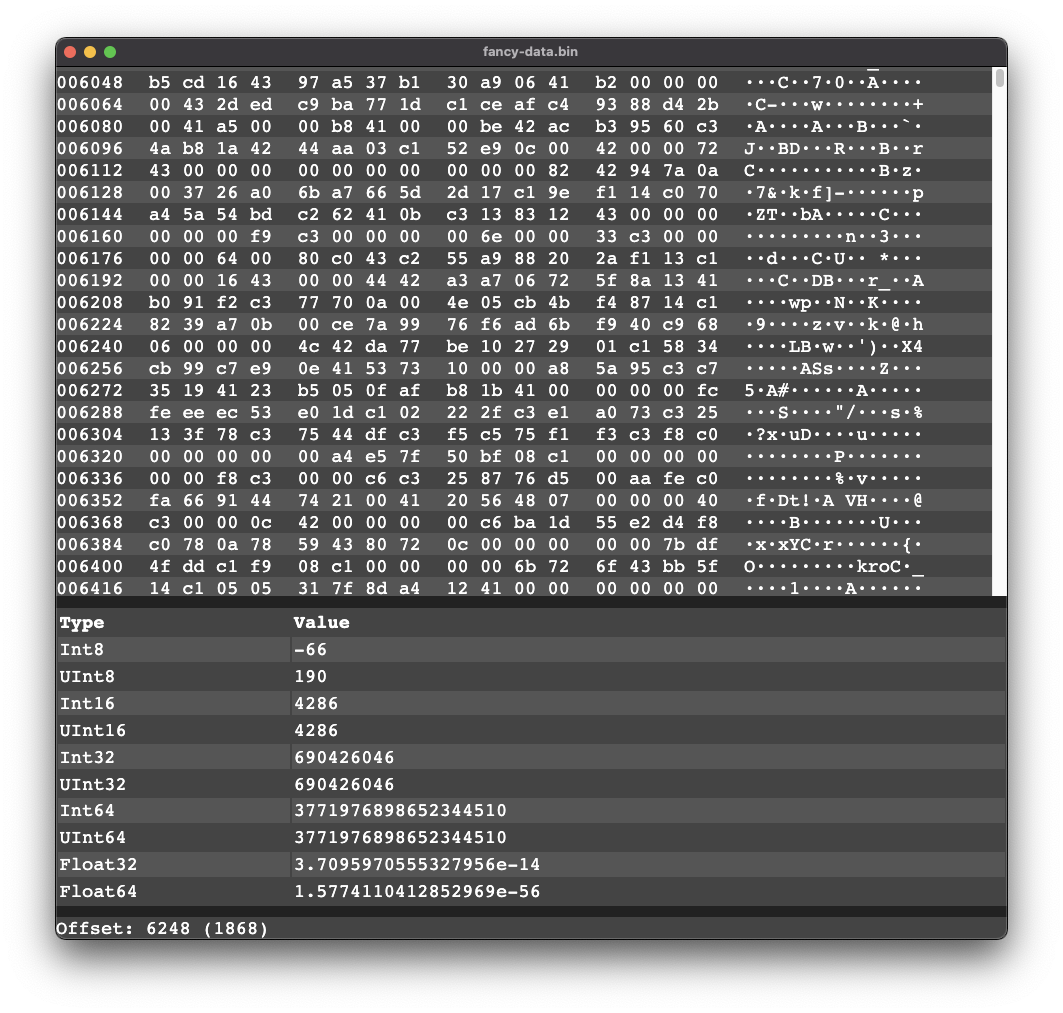 fancy-data.bin
006048 b5 cd 16 43 97 a5 37 b1 30 a9 06 41 b2 00 00 00 ···C··7·0··A····
006064 00 43 2d ed c9 ba 77 1d c1 ce af c4 93 88 d4 2b ·C-···w········+
006080 00 41 a5 00 00 b8 41 00 00 be 42 ac b3 95 60 c3 ·A····A···B···`·
006096 4a b8 1a 42 44 aa 03 c1 52 e9 0c 00 42 00 00 72 J··BD···R···B··r
006112 43 00 00 00 00 00 00 00 00 00 00 82 42 94 7a 0a C···········B·z·
006128 00 37 26 a0 6b a7 66 5d 2d 17 c1 9e f1 14 c0 70 ·7&·k·f]-······p
006144 a4 5a 54 bd c2 62 41 0b c3 13 83 12 43 00 00 00 ·ZT··bA·····C···
006160 00 00 00 f9 c3 00 00 00 00 6e 00 00 33 c3 00 00 ·········n··3···
006176 00 00 64 00 80 c0 43 c2 55 a9 88 20 2a f1 13 c1 ··d···C·U·· *···
006192 00 00 16 43 00 00 44 42 a3 a7 06 72 5f 8a 13 41 ···C··DB···r_··A
006208 b0 91 f2 c3 77 70 0a 00 4e 05 cb 4b f4 87 14 c1 ····wp··N··K····
006224 82 39 a7 0b 00 ce 7a 99 76 f6 ad 6b f9 40 c9 68 ·9····z·v··k·@·h
006240 06 00 00 00 4c 42 da 77 be 10 27 29 01 c1 58 34 ····LB·w··')··X4
006256 cb 99 c7 e9 0e 41 53 73 10 00 00 a8 5a 95 c3 c7 ·····ASs····Z···
006272 35 19 41 23 b5 05 0f af b8 1b 41 00 00 00 00 fc 5·A#······A·····
006288 fe ee ec 53 e0 1d c1 02 22 2f c3 e1 a0 73 c3 25 ···S····"/···s·%
006304 13 3f 78 c3 75 44 df c3 f5 c5 75 f1 f3 c3 f8 c0 ·?x·uD····u·····
006320 00 00 00 00 00 a4 e5 7f 50 bf 08 c1 00 00 00 00 ········P·······
006336 00 00 f8 c3 00 00 c6 c3 25 87 76 d5 00 aa fe c0 ········%·v·····
006352 fa 66 91 44 74 21 00 41 20 56 48 07 00 00 00 40 ·f·Dt!·A VH····@
006368 c3 00 00 0c 42 00 00 00 00 c6 ba 1d 55 e2 d4 f8 ····B·······U···
006384 c0 78 0a 78 59 43 80 72 0c 00 00 00 00 00 7b df ·x·xYC·r······{·
006400 4f dd c1 f9 08 c1 00 00 00 00 6b 72 6f 43 bb 5f O·········kroC·_
006416 14 c1 05 05 31 7f 8d a4 12 41 00 00 00 00 00 00 ····1····A······
Type Value
Int8 -66
UInt8 190
Int16 4286
UInt16 4286
Int32 690426046
UInt32 690426046
Int64 3771976898652344510
UInt64 3771976898652344510
Float32 3.7095970555327956e-14
Float64 1.5774110412852969e-56
Offset: 6248 (1868)